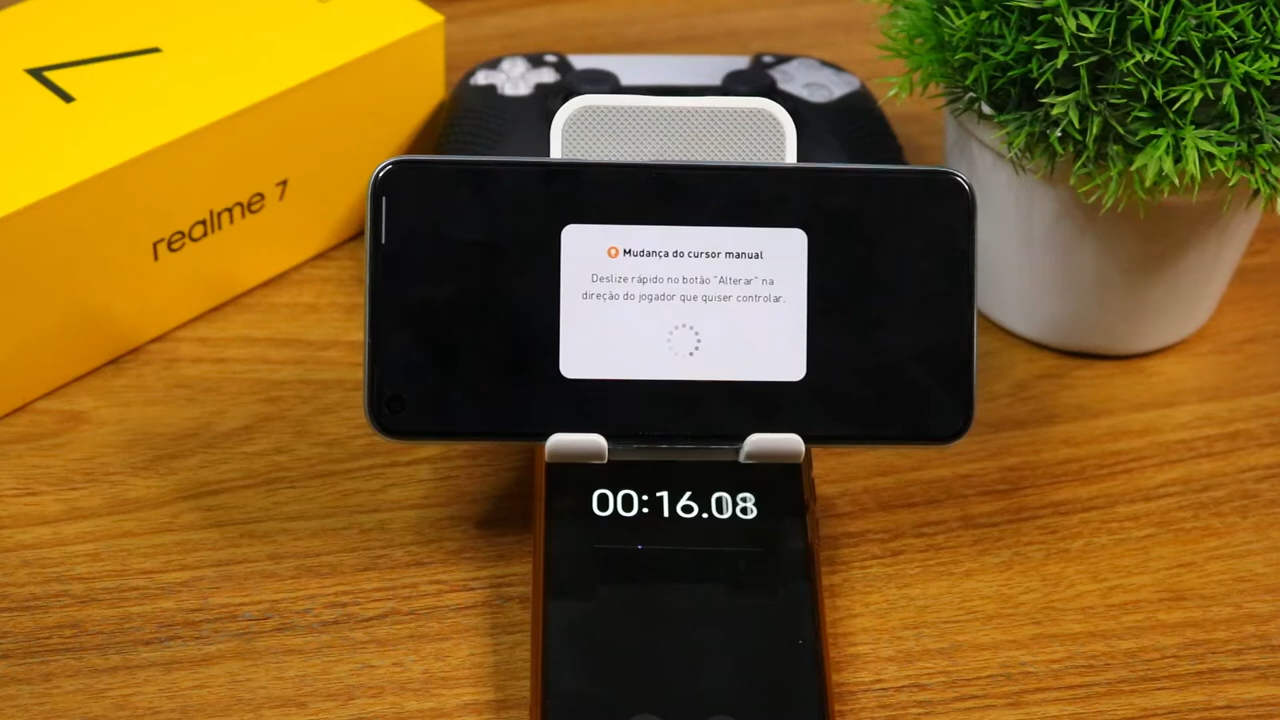 7
realme 7
Mudança do cursor manual
Deslize rápido no botão "Alterar" na
direção do jogador que quiser controlar.
00:16.08